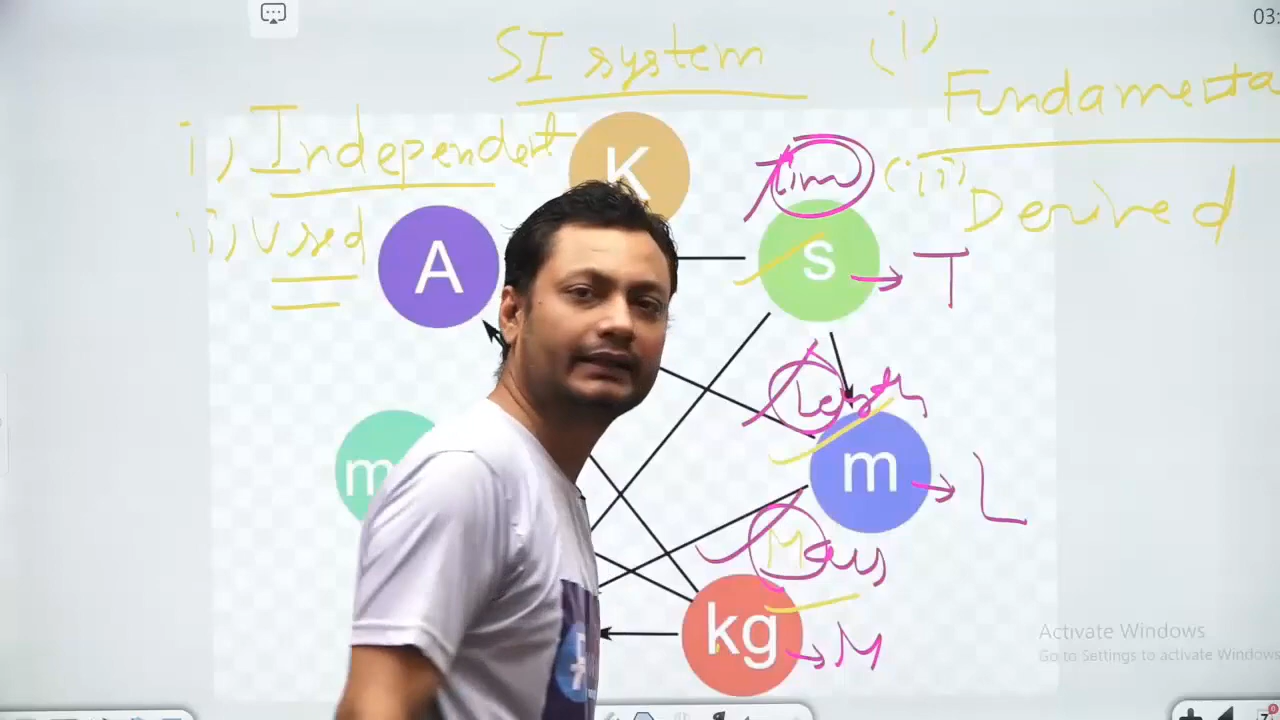 03:
SI system
(i)
Fundamenta
i) Independent
K
time
(ii)
Derived
ii) Used
A
s
T
Length
m
m
L
Mass
kg
M
Activate Windows
Go to Settings to activate Windows